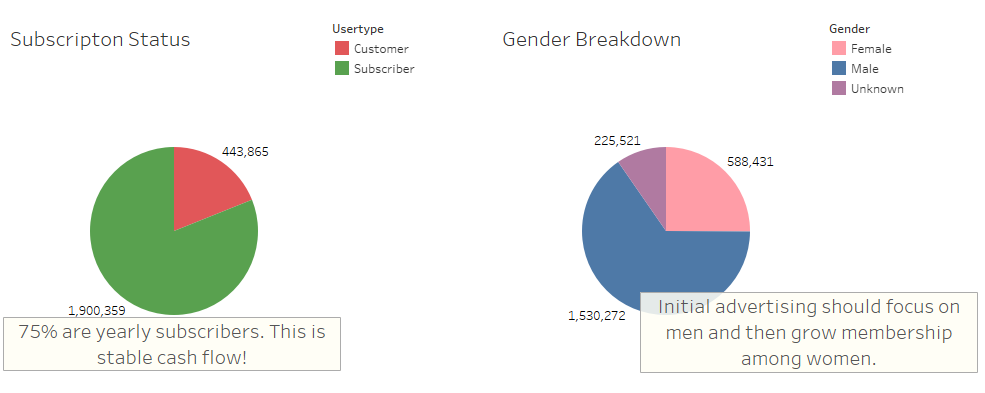 Subscripton Status
Usertype
Customer
Subscriber
443,865
1,900,359
75% are yearly subscribers. This is
stable cash flow!
Gender Breakdown
Gender
Female
Male
Unknown
225,521
588,431
1,530,272
Initial advertising should focus on
men and then grow membership
among women.